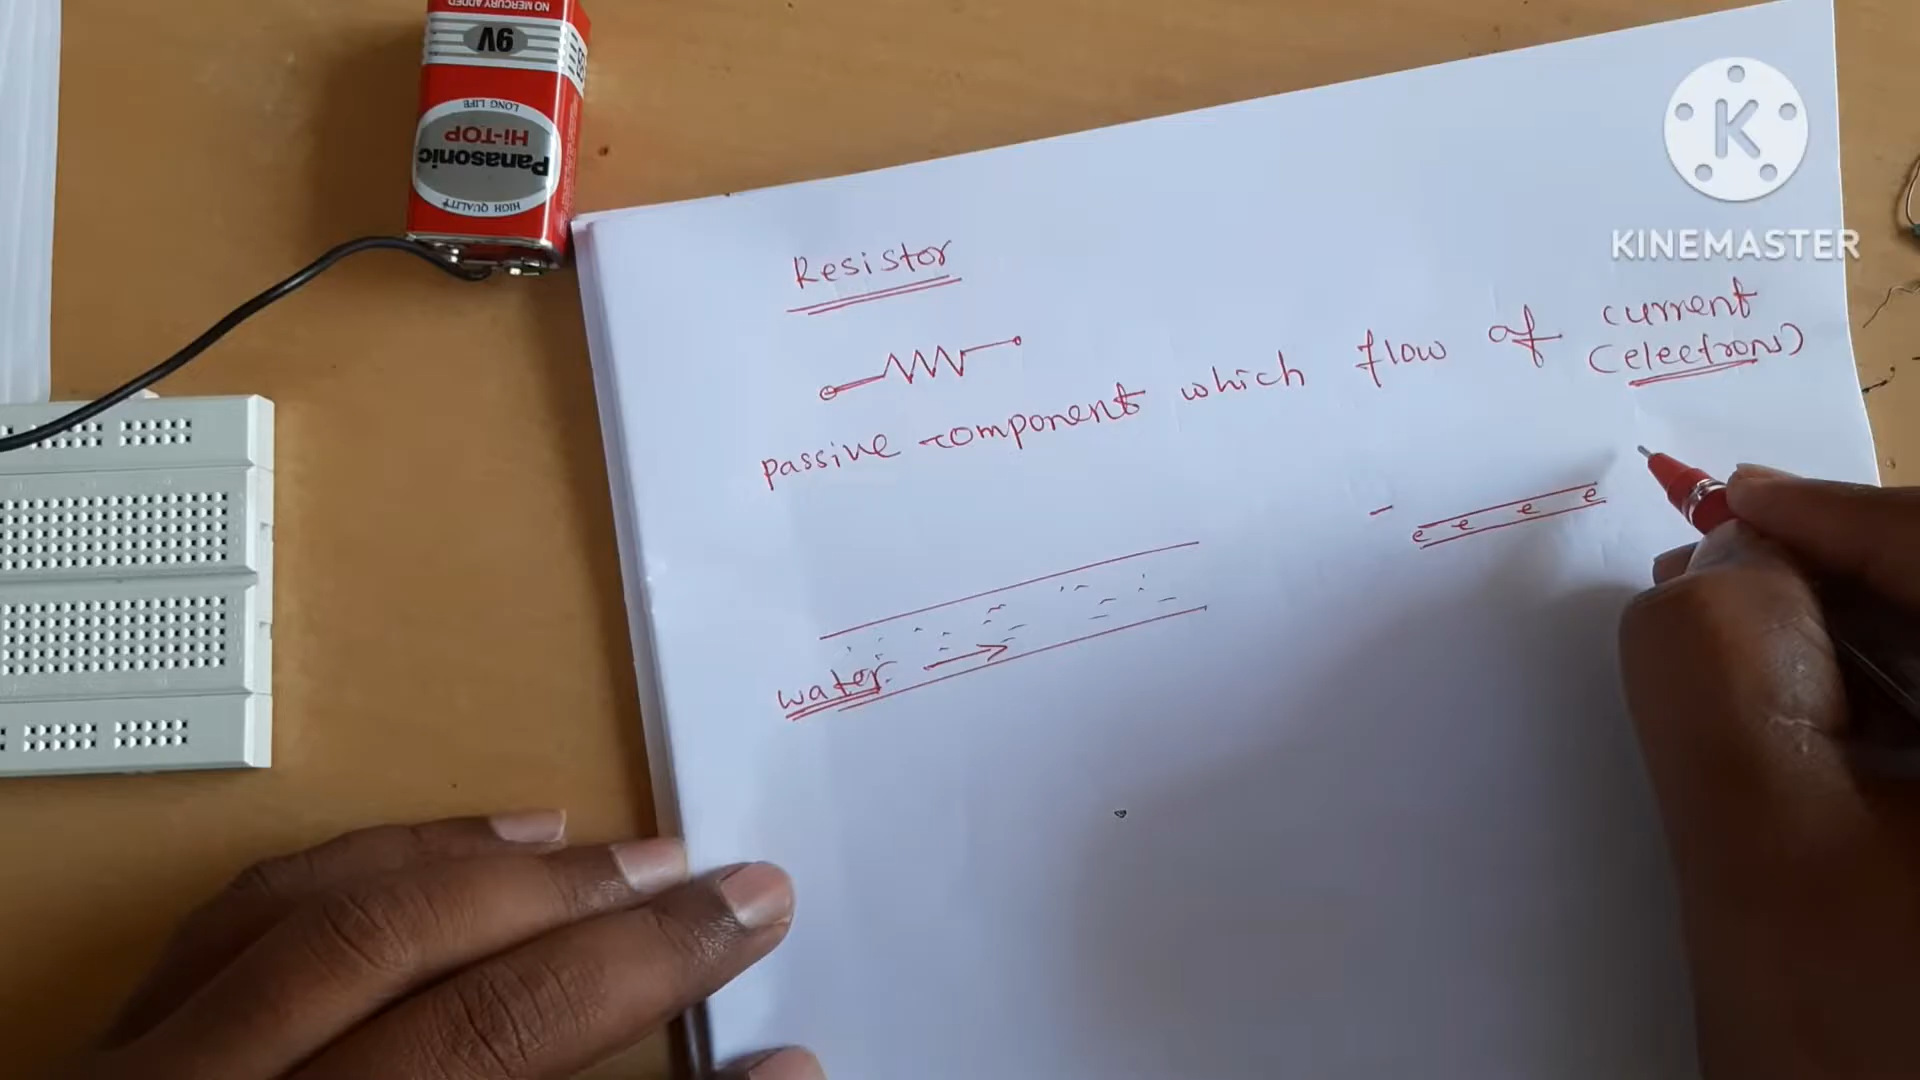 NO MERCURY ADDED
9V
LONG LIFE
Hi-TOP
Panasonic
HIGH QUALITY
KINEMASTER
Resistor
passive component which flow of current
(electrons)
-
e e e e
water